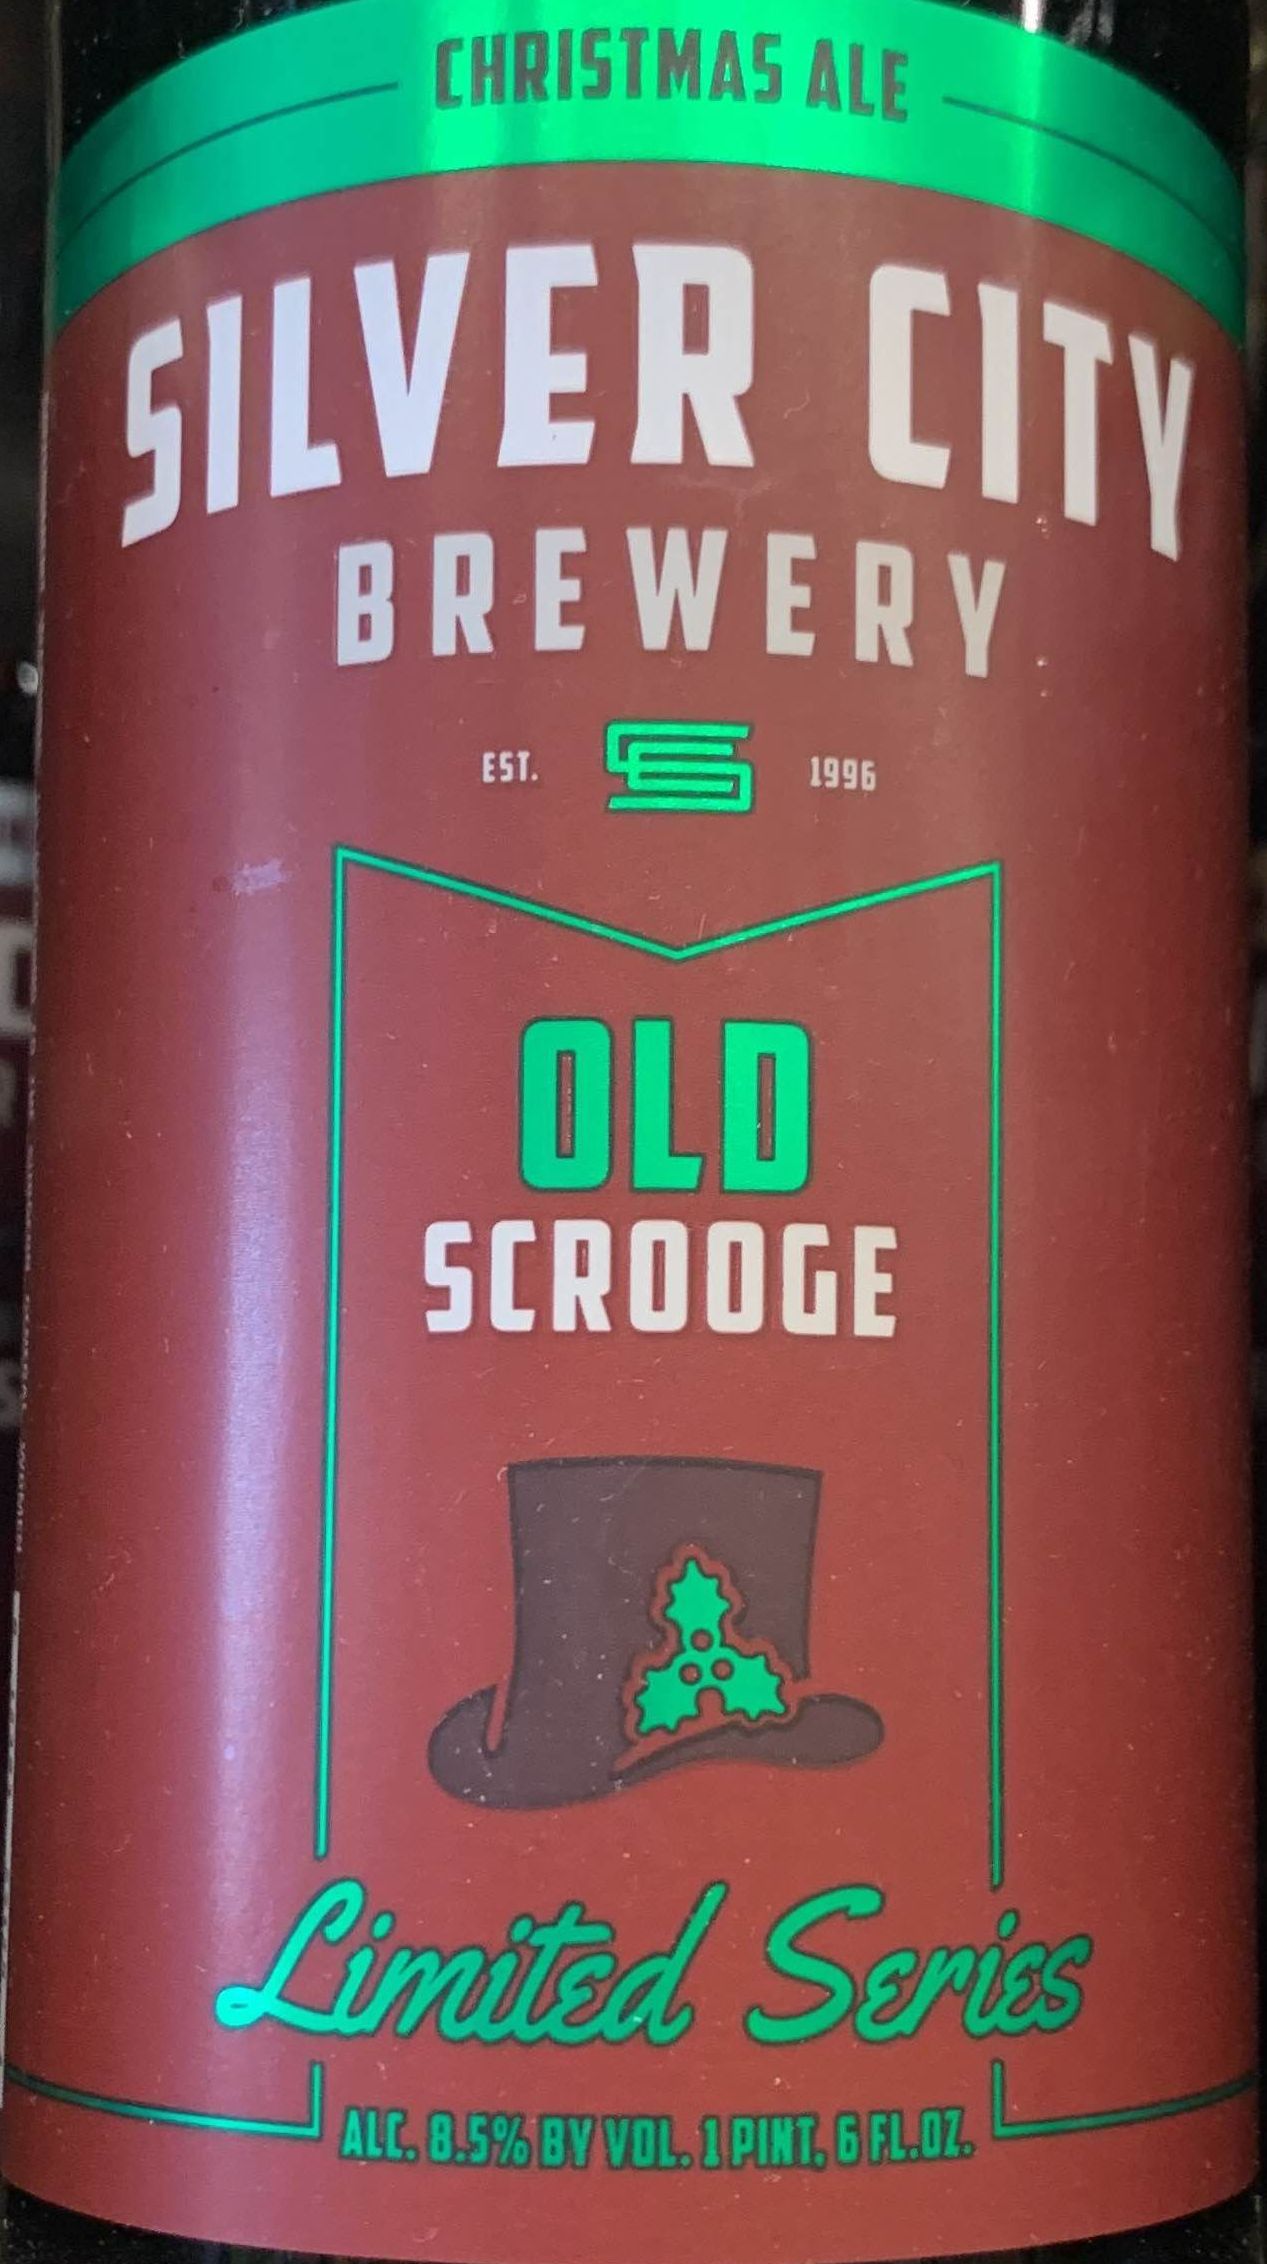 CHRISTMAS ALE
SILVER CITY
BREWERY
EST. 1996
OLD
SCROOGE
Limited Series
ALC. 8.5% BY VOL. 1 PINT, 6 FL.OZ.